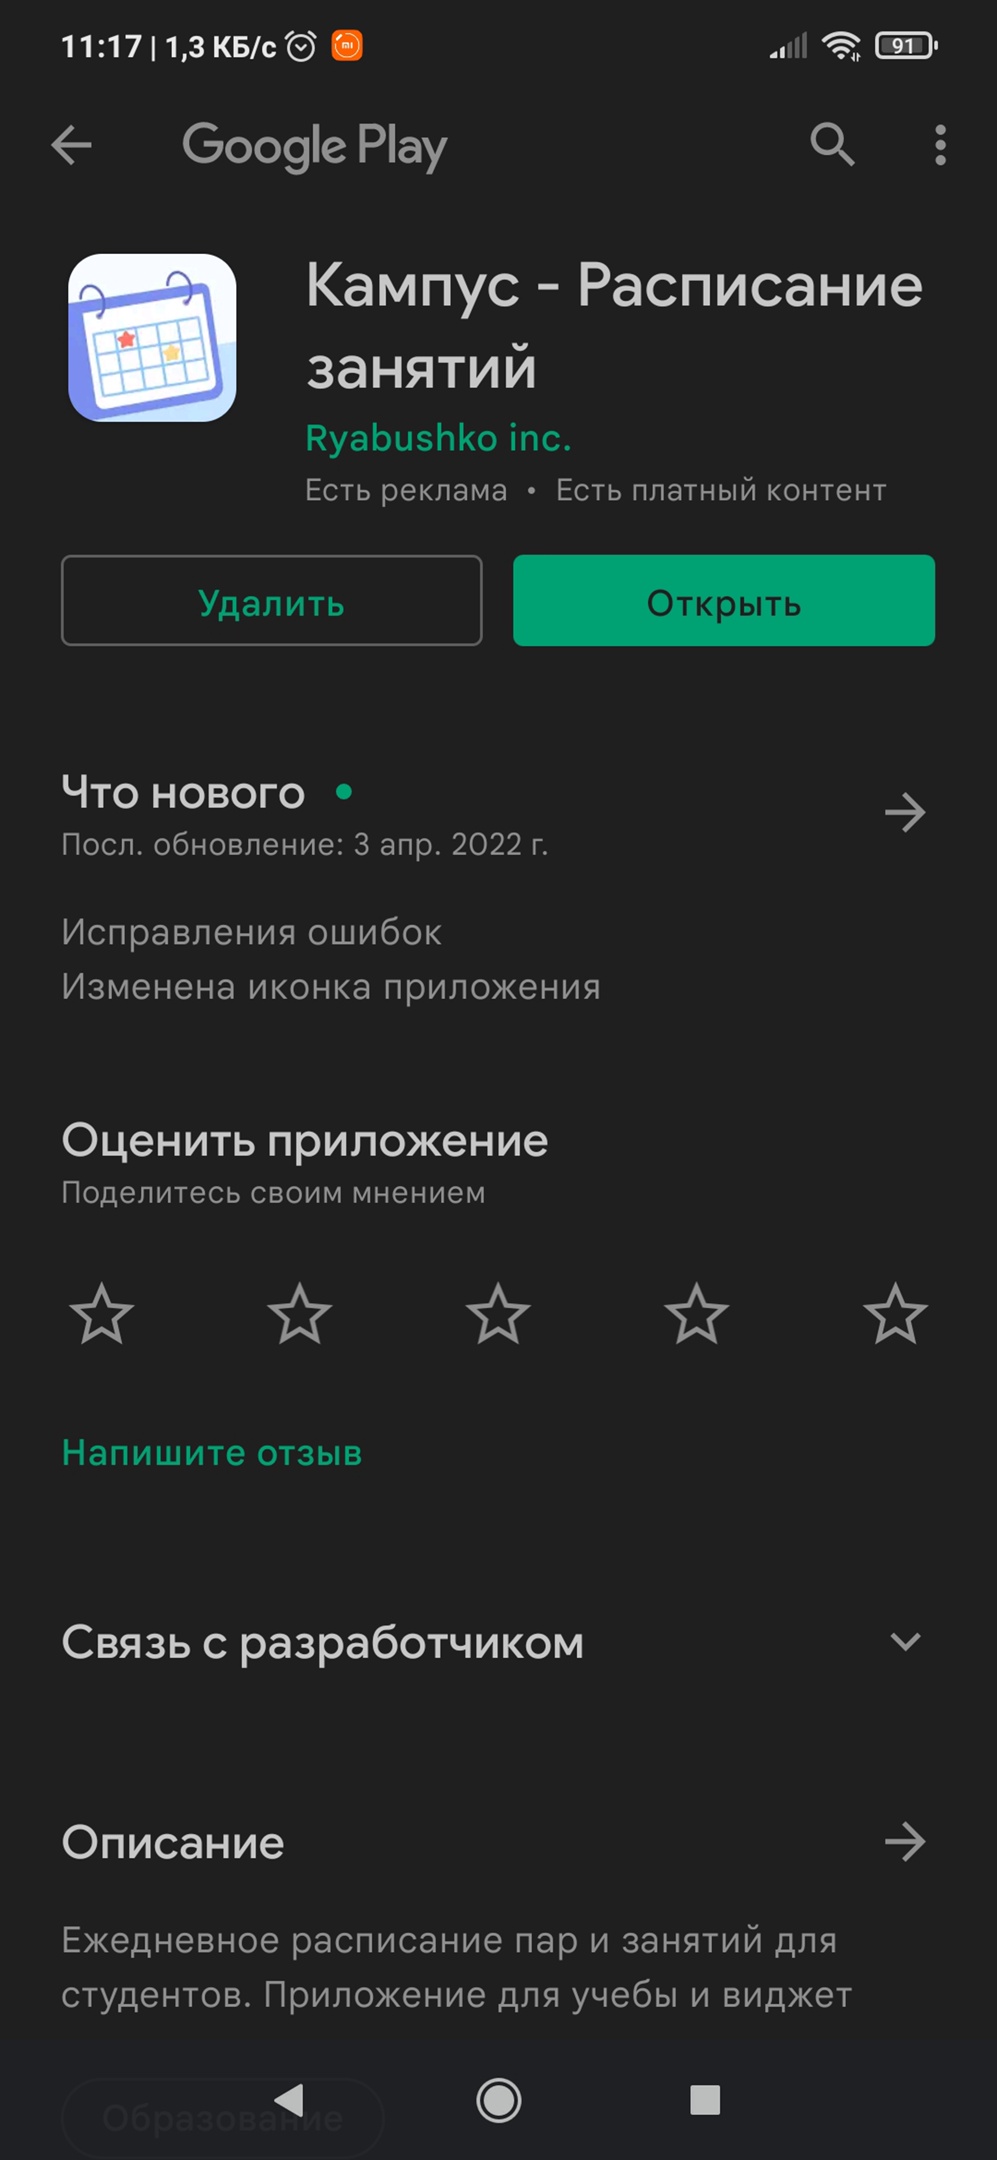 11:17 | 1,3 КБ/с
91
Google Play
Кампус - Расписание
занятий
Ryabushko inc.
Есть реклама • Есть платный контент
Удалить
Открыть
Что нового
Посл. обновление: 3 апр. 2022 г.
Исправления ошибок
Изменена иконка приложения
Оценить приложение
Поделитесь своим мнением
Напишите отзыв
Связь с разработчиком
Описание
Ежедневное расписание пар и занятий для
студентов. Приложение для учебы и виджет
Образование